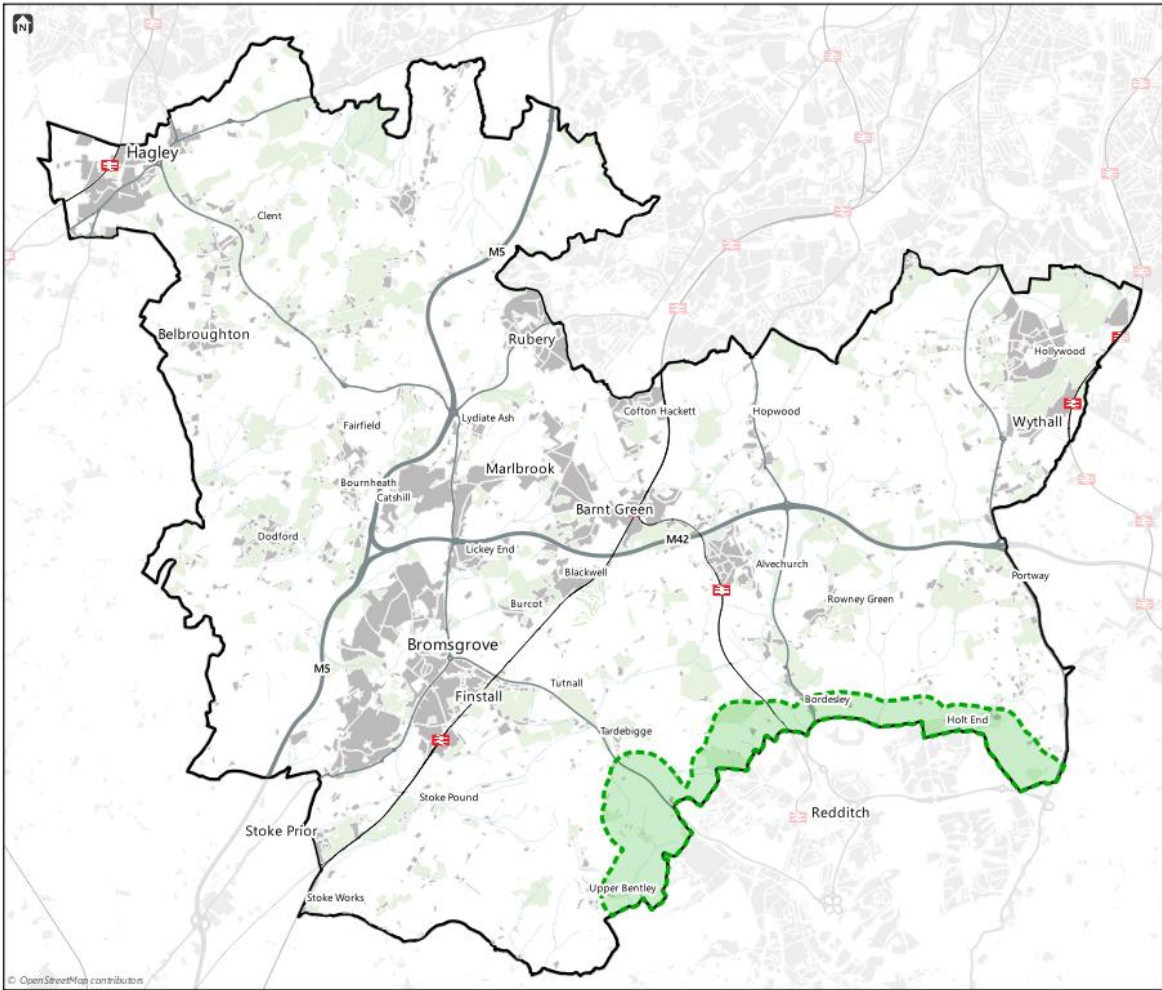 N
Hagley
Clent
M5
Belbroughton
Rubery
Hollywood
Cofton Hackett
Hopwood
Wythall
Lydiate Ash
Fairfield
Marlbrook
Bournheath
Catshill
Barnt Green
Dodford
M42
Lickey End
Alvechurch
Blackwell
Portway
Burcot
Rowney Green
Bromsgrove
M5
Finstall
Tutnall
Bordesley
Holt End
Tardebigge
Stoke Pound
Redditch
Stoke Prior
Upper Bentley
Stoke Works
© OpenStreetMap contributors